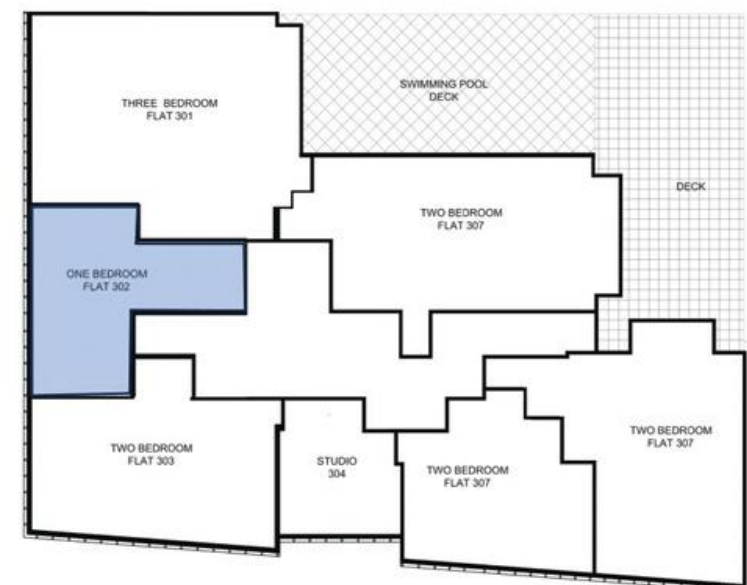 THREE BEDROOM
FLAT 301
SWIMMING POOL
DECK
DECK
TWO BEDROOM
FLAT 307
ONE BEDROOM
FLAT 302
TWO BEDROOM
FLAT 303
STUDIO
304
TWO BEDROOM
FLAT 307
TWO BEDROOM
FLAT 307